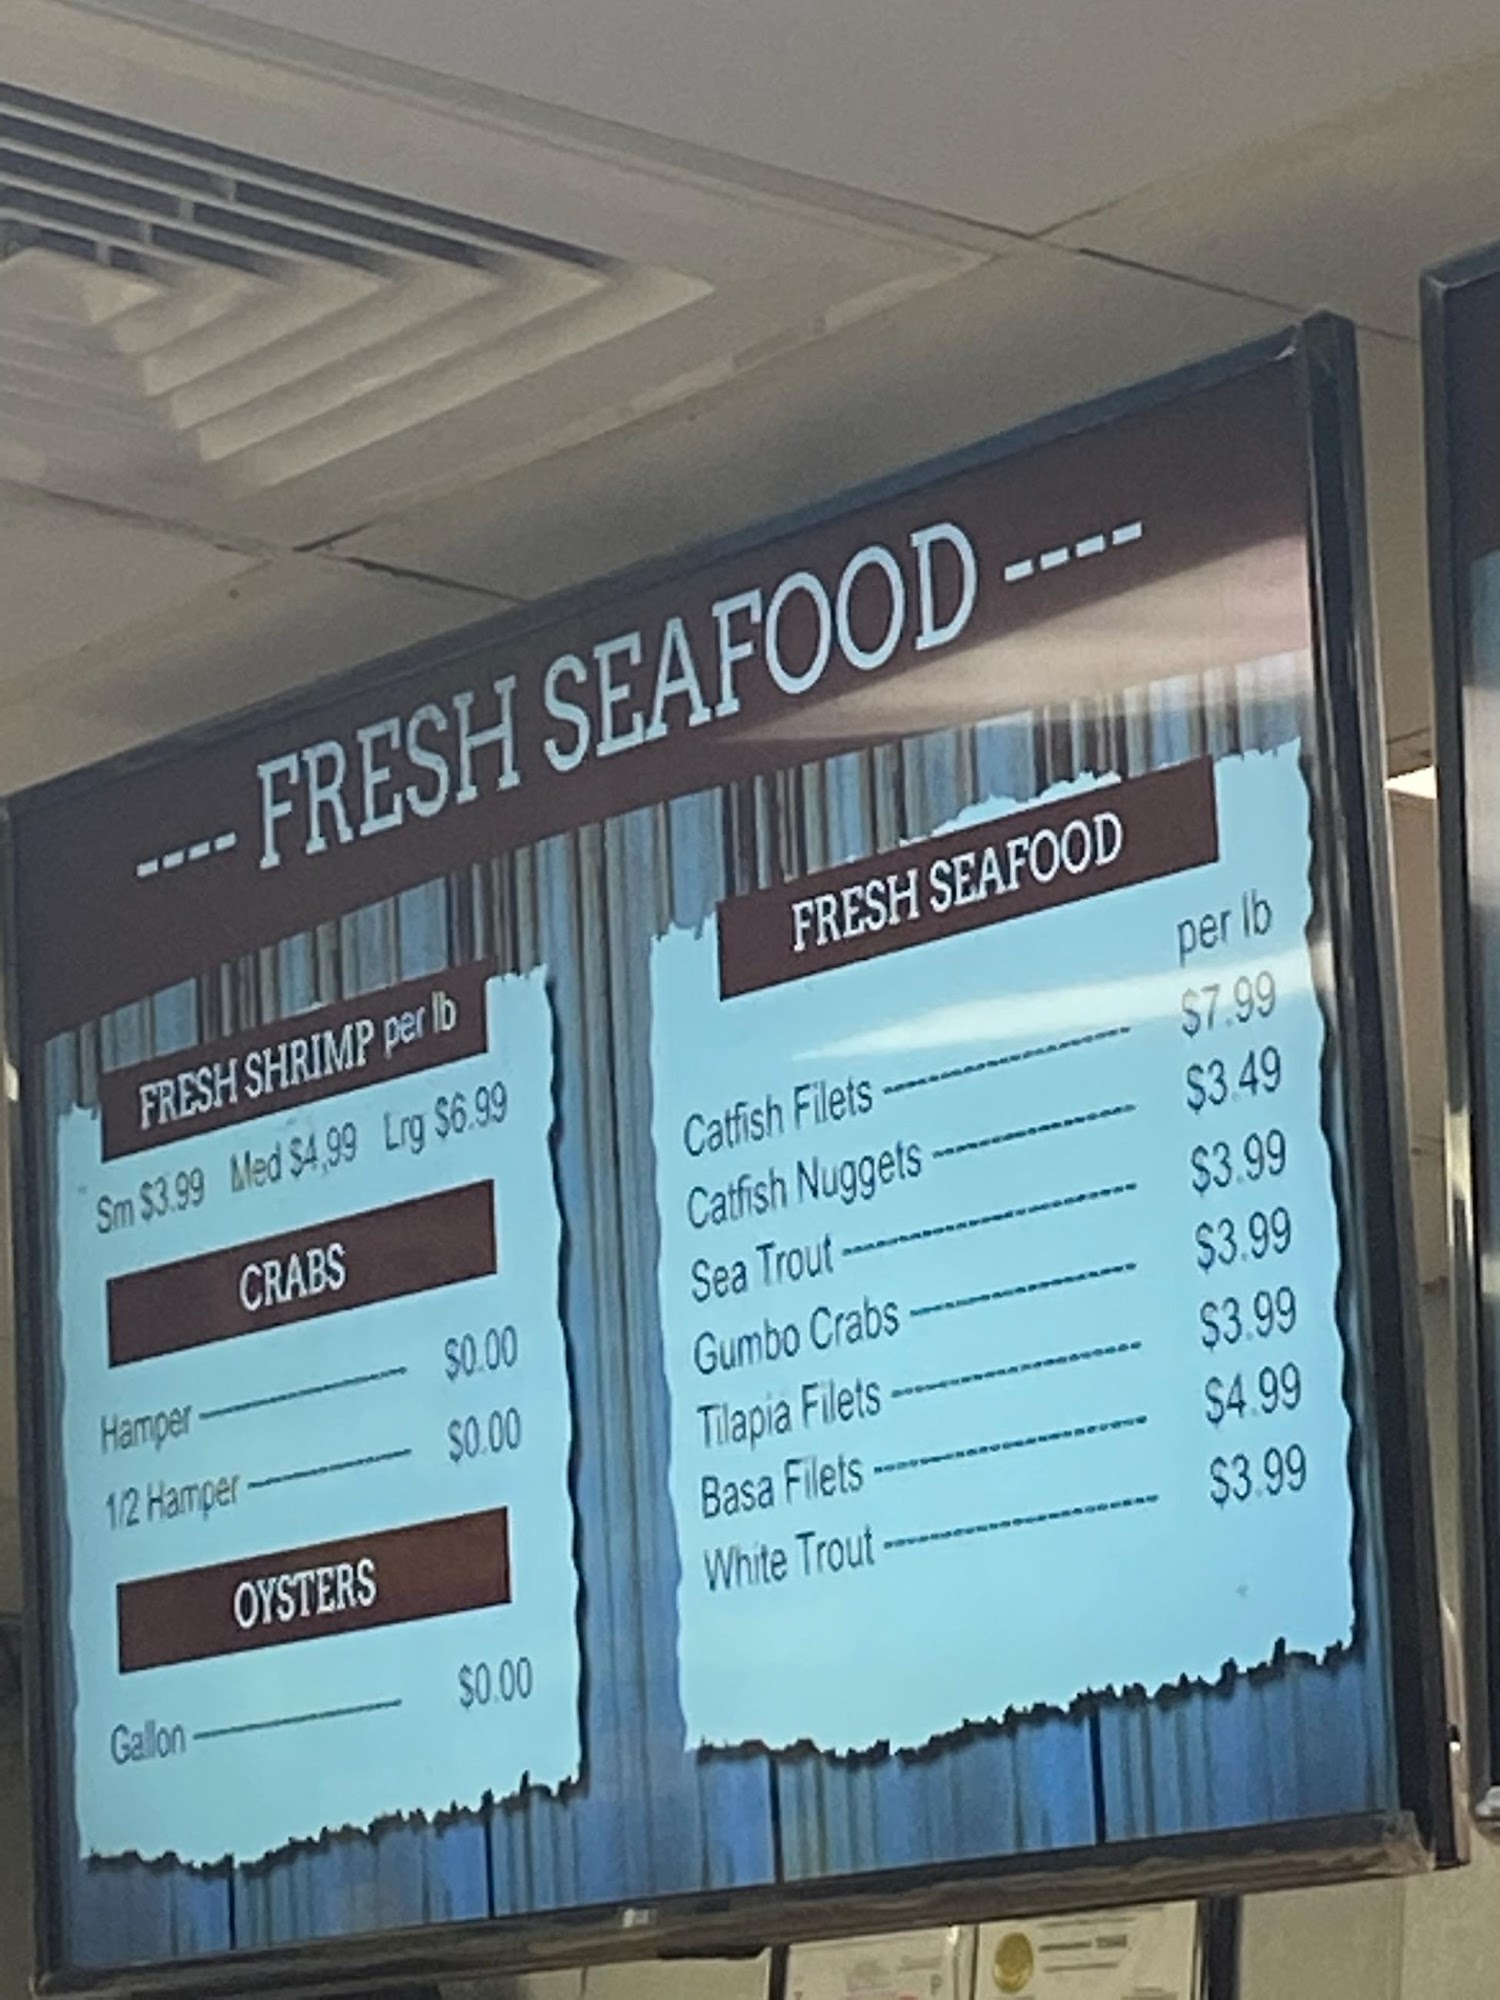 ---- FRESH SEAFOOD ----
FRESH SHRIMP per lb
Sm $3.99 Med $4,99 Lrg $6.99
CRABS
Hamper $0.00
1/2 Hamper $0.00
OYSTERS
Gallon $0.00
FRESH SEAFOOD
per lb
Catfish Filets $7.99
Catfish Nuggets $3.49
Sea Trout $3.99
Gumbo Crabs $3.99
Tilapia Filets $3.99
Basa Filets $4.99
White Trout $3.99